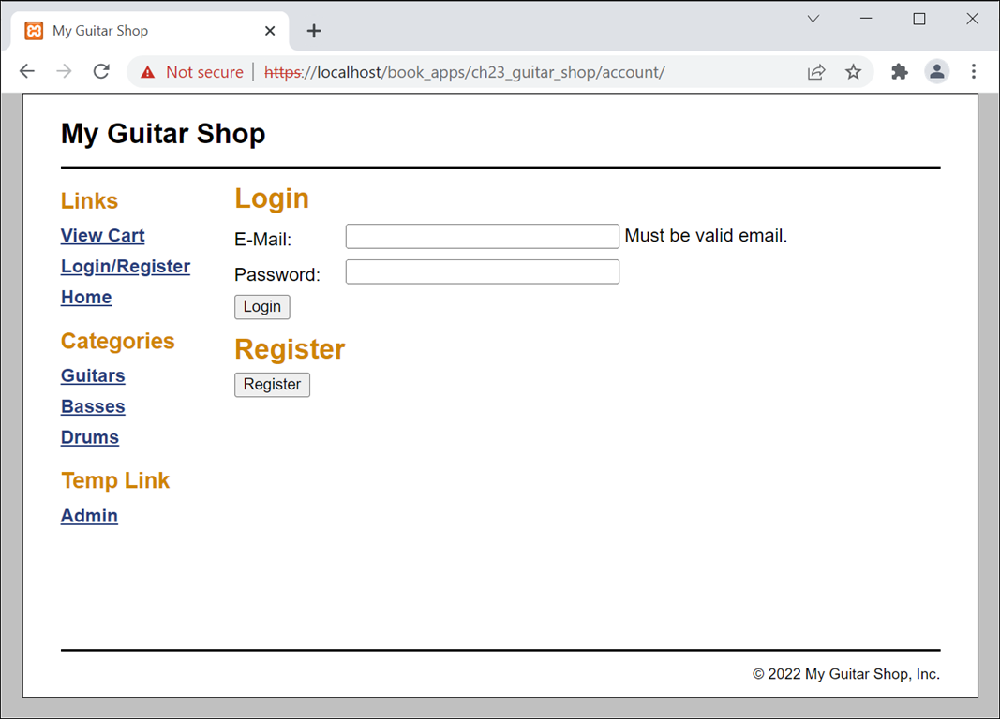 My Guitar Shop
Not secure https://localhost/book_apps/ch23_guitar_shop/account/
My Guitar Shop
Links
View Cart
Login/Register
Home
Categories
Guitars
Basses
Drums
Temp Link
Admin
Login
E-Mail: Must be valid email.
Password:
Login
Register
Register
© 2022 My Guitar Shop, Inc.